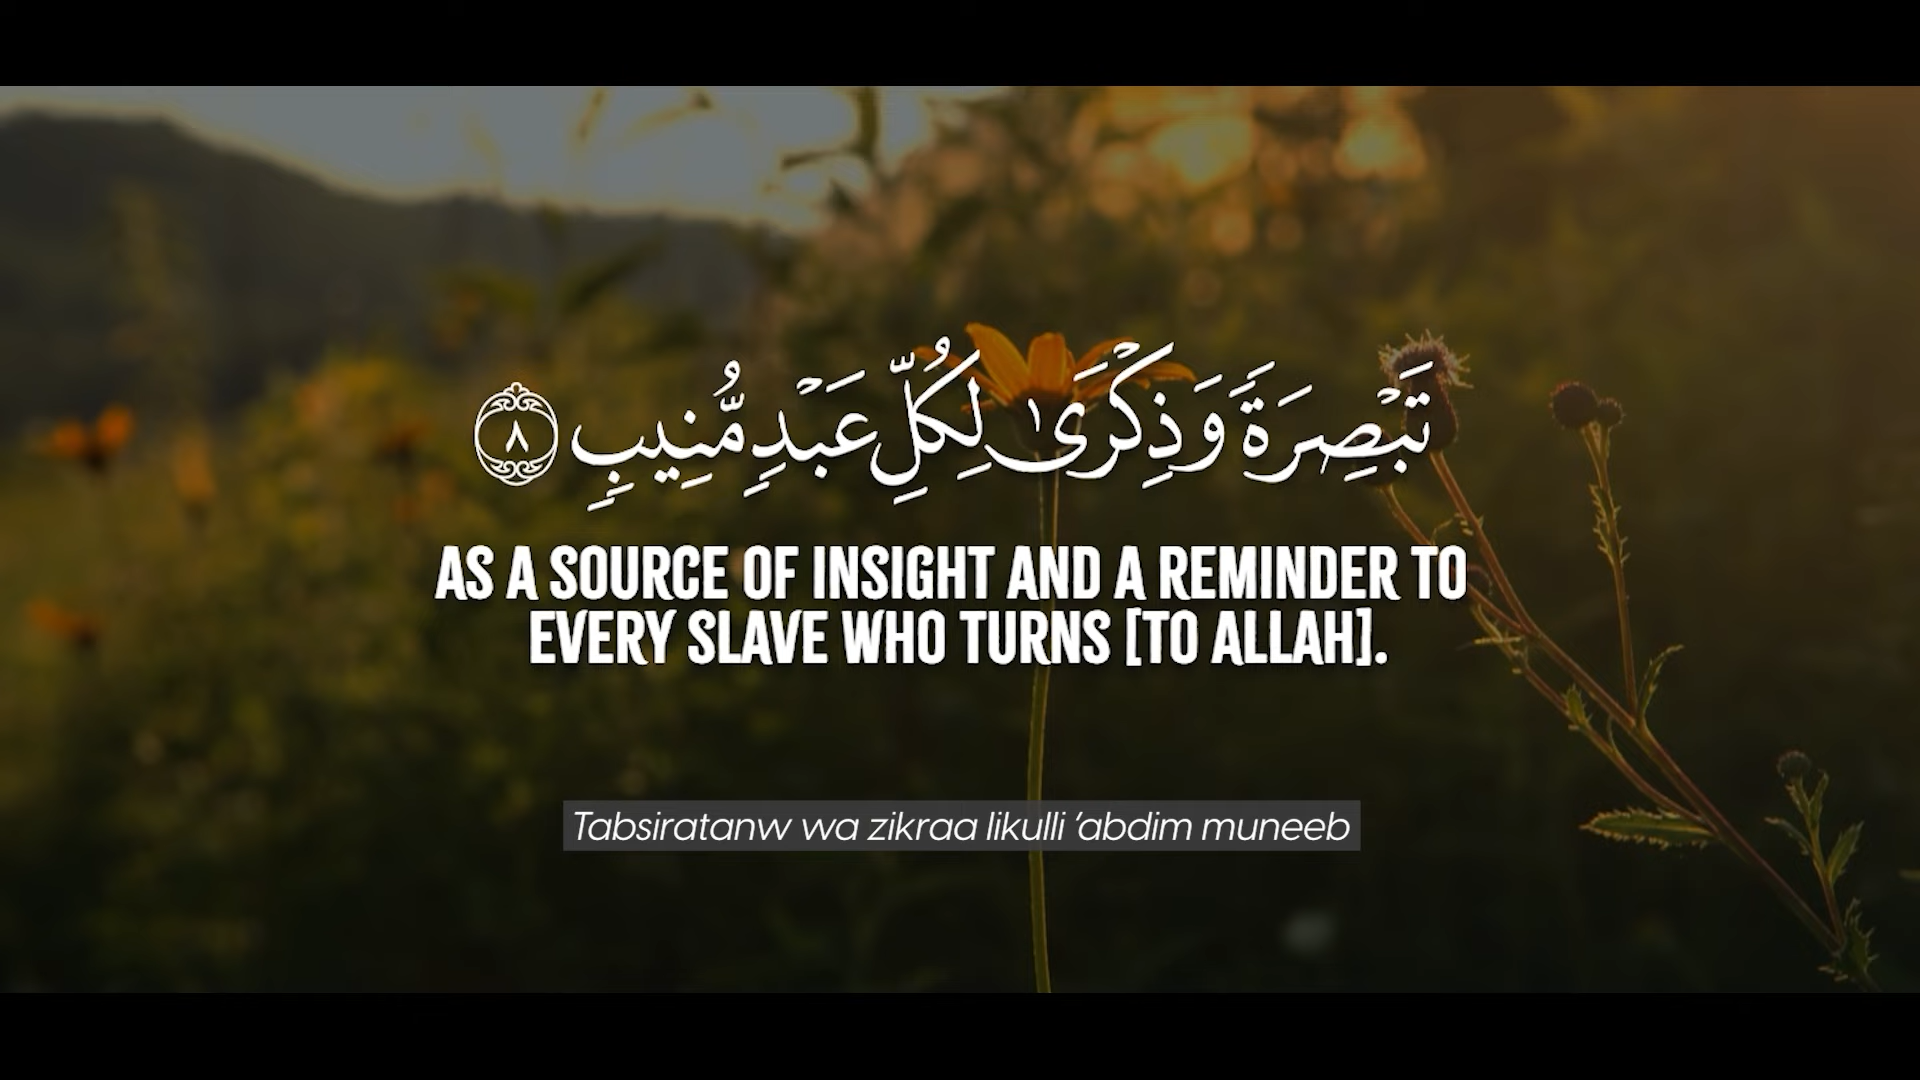 تَبْصِرَةً وَذِكْرَىٰ لِكُلِّ عَبْدٍ مُّنِيبٍ ٨
AS A SOURCE OF INSIGHT AND A REMINDER TO
EVERY SLAVE WHO TURNS [TO ALLAH].
Tabsiratanw wa zikraa likulli 'abdim muneeb